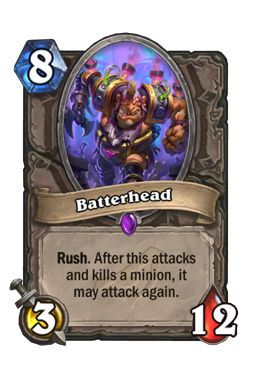 8
Batterhead
Rush. After this attacks
and kills a minion, it
may attack again.
3
12